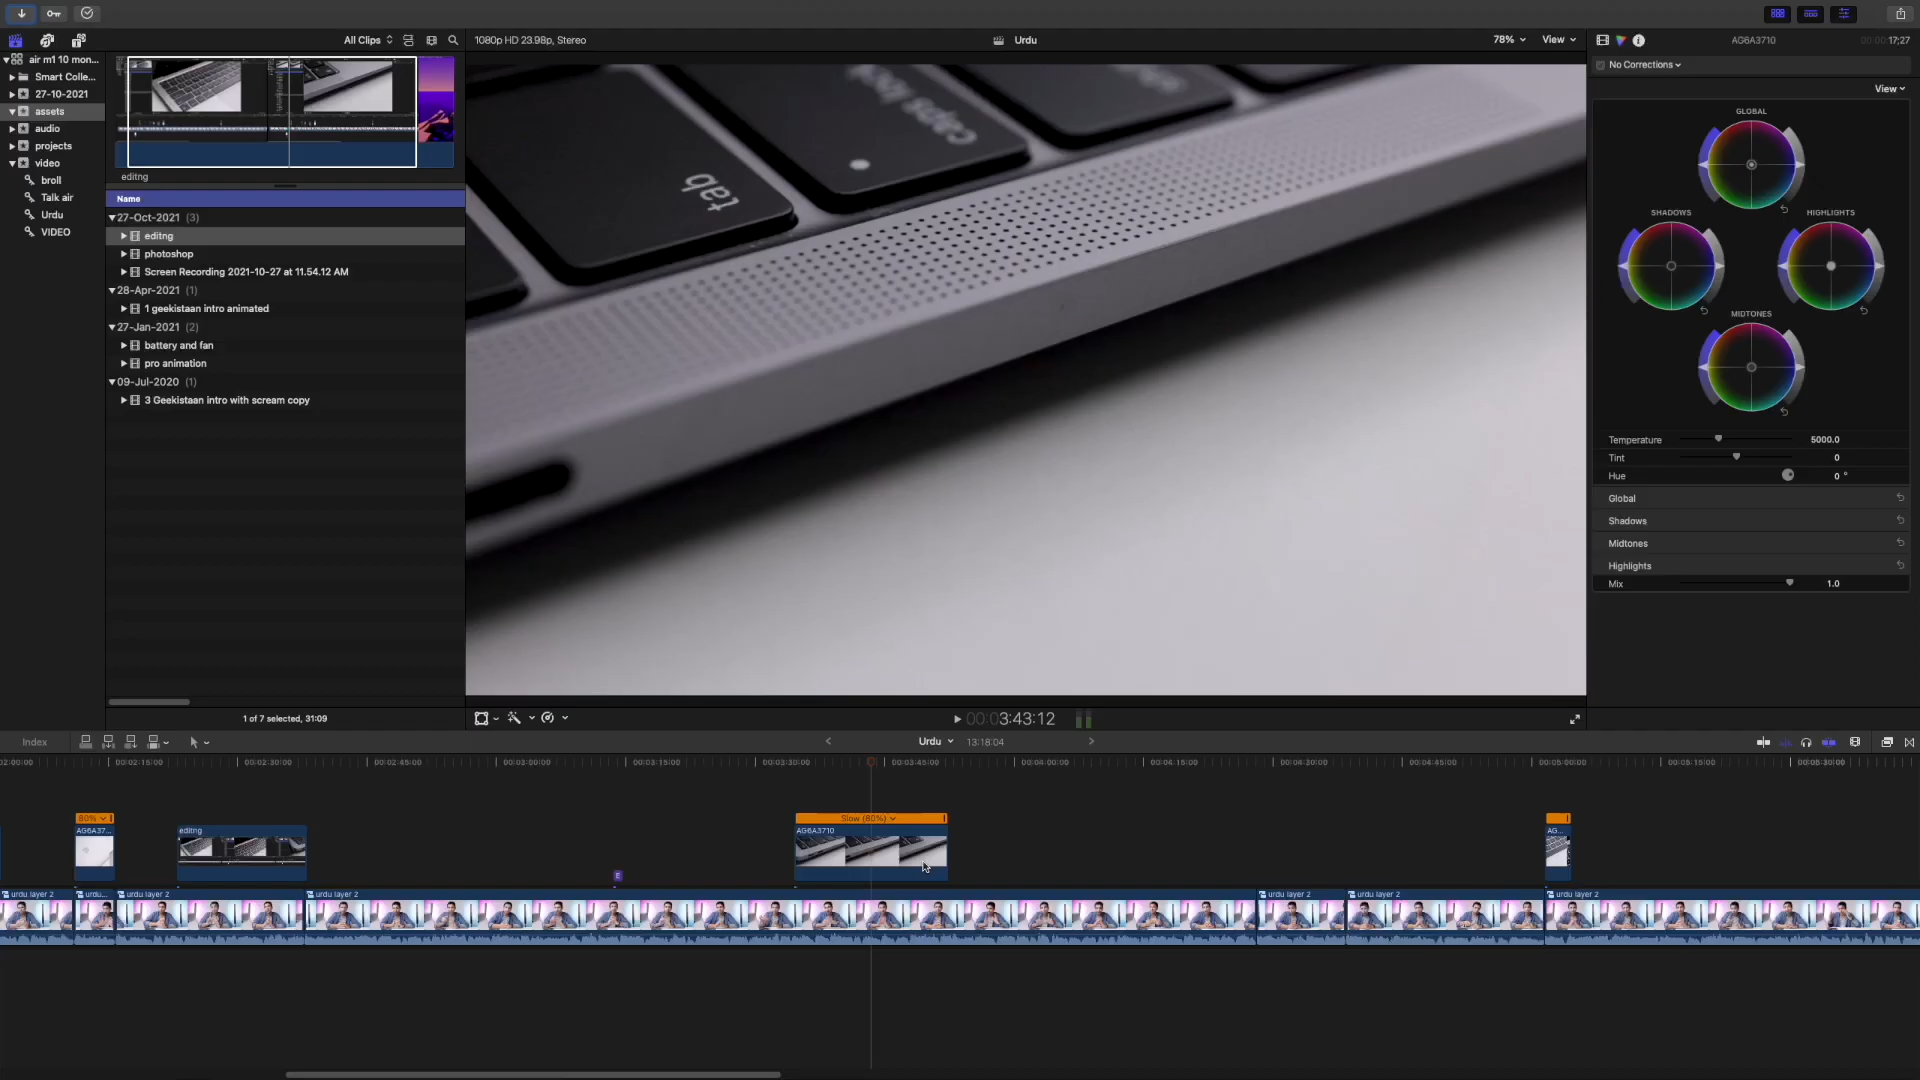 All Clips
1080p HD 23.98p, Stereo
Urdu
78%
View
AG6A3710
00:00:17;27
air m1 10 mon...
Smart Colle...
27-10-2021
assets
audio
projects
video
broll
Talk air
Urdu
VIDEO
editng
Name
27-Oct-2021 (3)
editng
photoshop
Screen Recording 2021-10-27 at 11.54.12 AM
28-Apr-2021 (1)
1 geekistaan intro animated
27-Jan-2021 (2)
battery and fan
pro animation
09-Jul-2020 (1)
3 Geekistaan intro with scream copy
1 of 7 selected, 31:09
caps lock
tab
No Corrections
View
GLOBAL
SHADOWS
HIGHLIGHTS
MIDTONES
Temperature 5000.0
Tint 0
Hue 0 °
Global
Shadows
Midtones
Highlights
Mix 1.0
00:03:43:12
Index
Urdu
13:18:04
02:00:00
00:02:15:00
00:02:30:00
00:02:45:00
00:03:00:00
00:03:15:00
00:03:30:00
00:03:45:00
00:04:00:00
00:04:15:00
00:04:30:00
00:04:45:00
00:05:00:00
00:05:15:00
00:05:30:00
80%
AG6A37...
editng
Slow (80%)
AG6A3710
AG...
E
urdu layer 2
urdu...
urdu layer 2
urdu layer 2
urdu layer 2
urdu layer 2
urdu layer 2